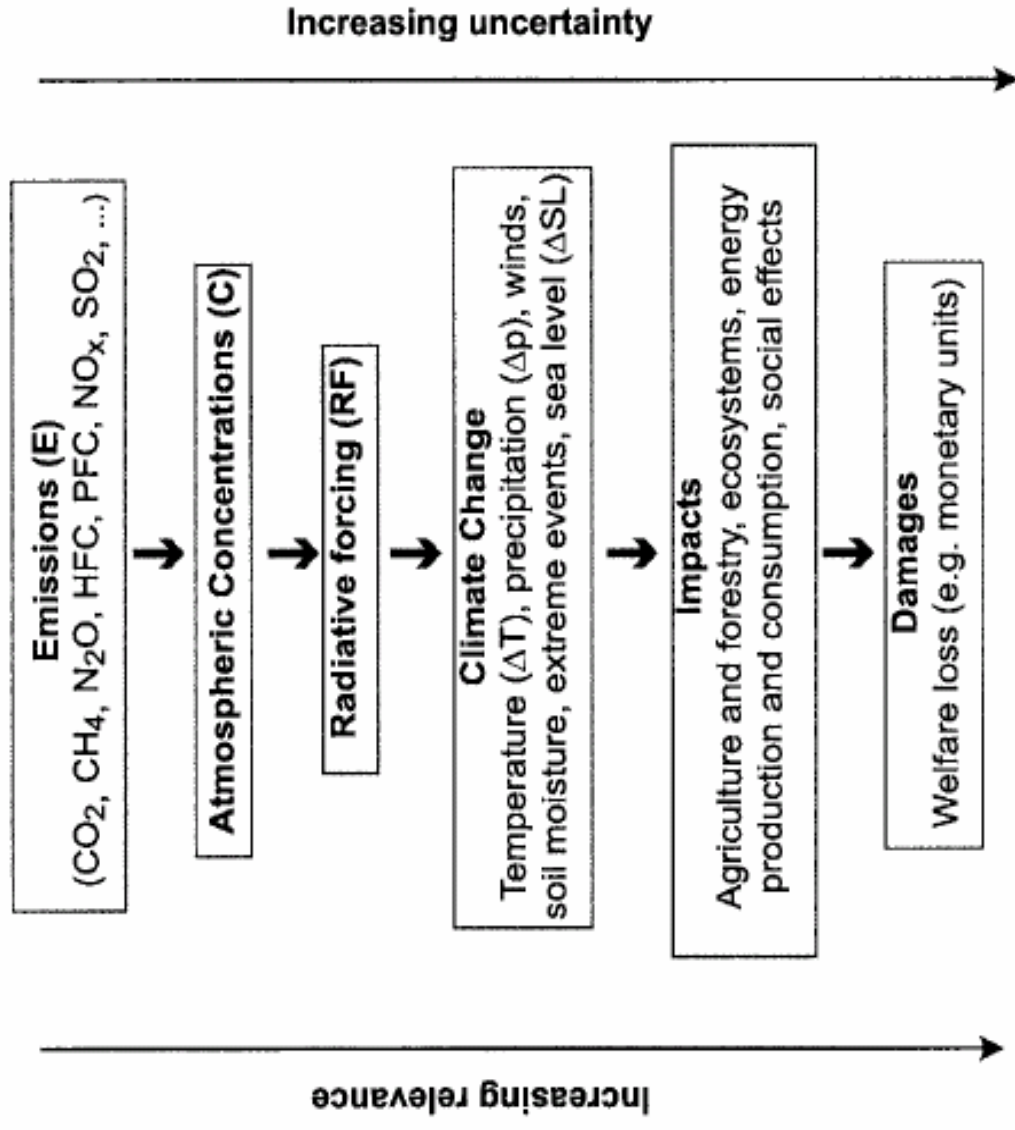 Increasing uncertainty
Emissions (E)
(CO₂, CH₄, N₂O, HFC, PFC, NOₓ, SO₂, ...)
Atmospheric Concentrations (C)
Radiative forcing (RF)
Climate Change
Temperature (ΔT), precipitation (Δp), winds,
soil moisture, extreme events, sea level (ΔSL)
Impacts
Agriculture and forestry, ecosystems, energy
production and consumption, social effects
Damages
Welfare loss (e.g. monetary units)
Increasing relevance